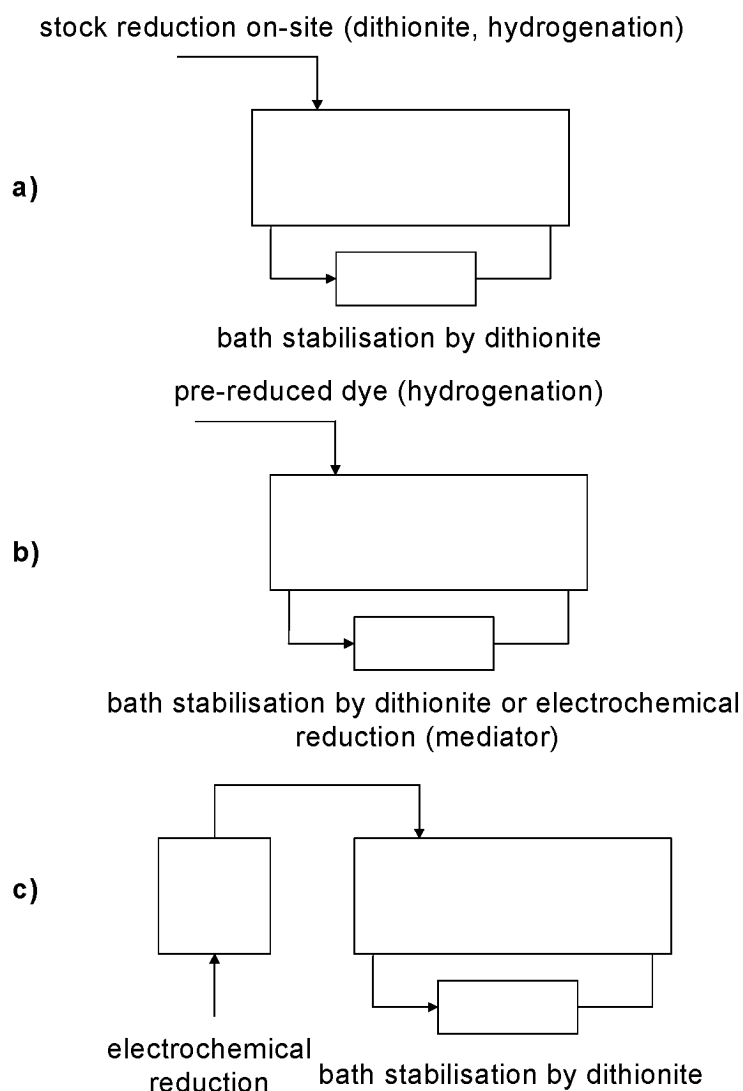 stock reduction on-site (dithionite, hydrogenation)
a)
bath stabilisation by dithionite
pre-reduced dye (hydrogenation)
b)
bath stabilisation by dithionite or electrochemical
reduction (mediator)
c)
electrochemical
reduction
bath stabilisation by dithionite